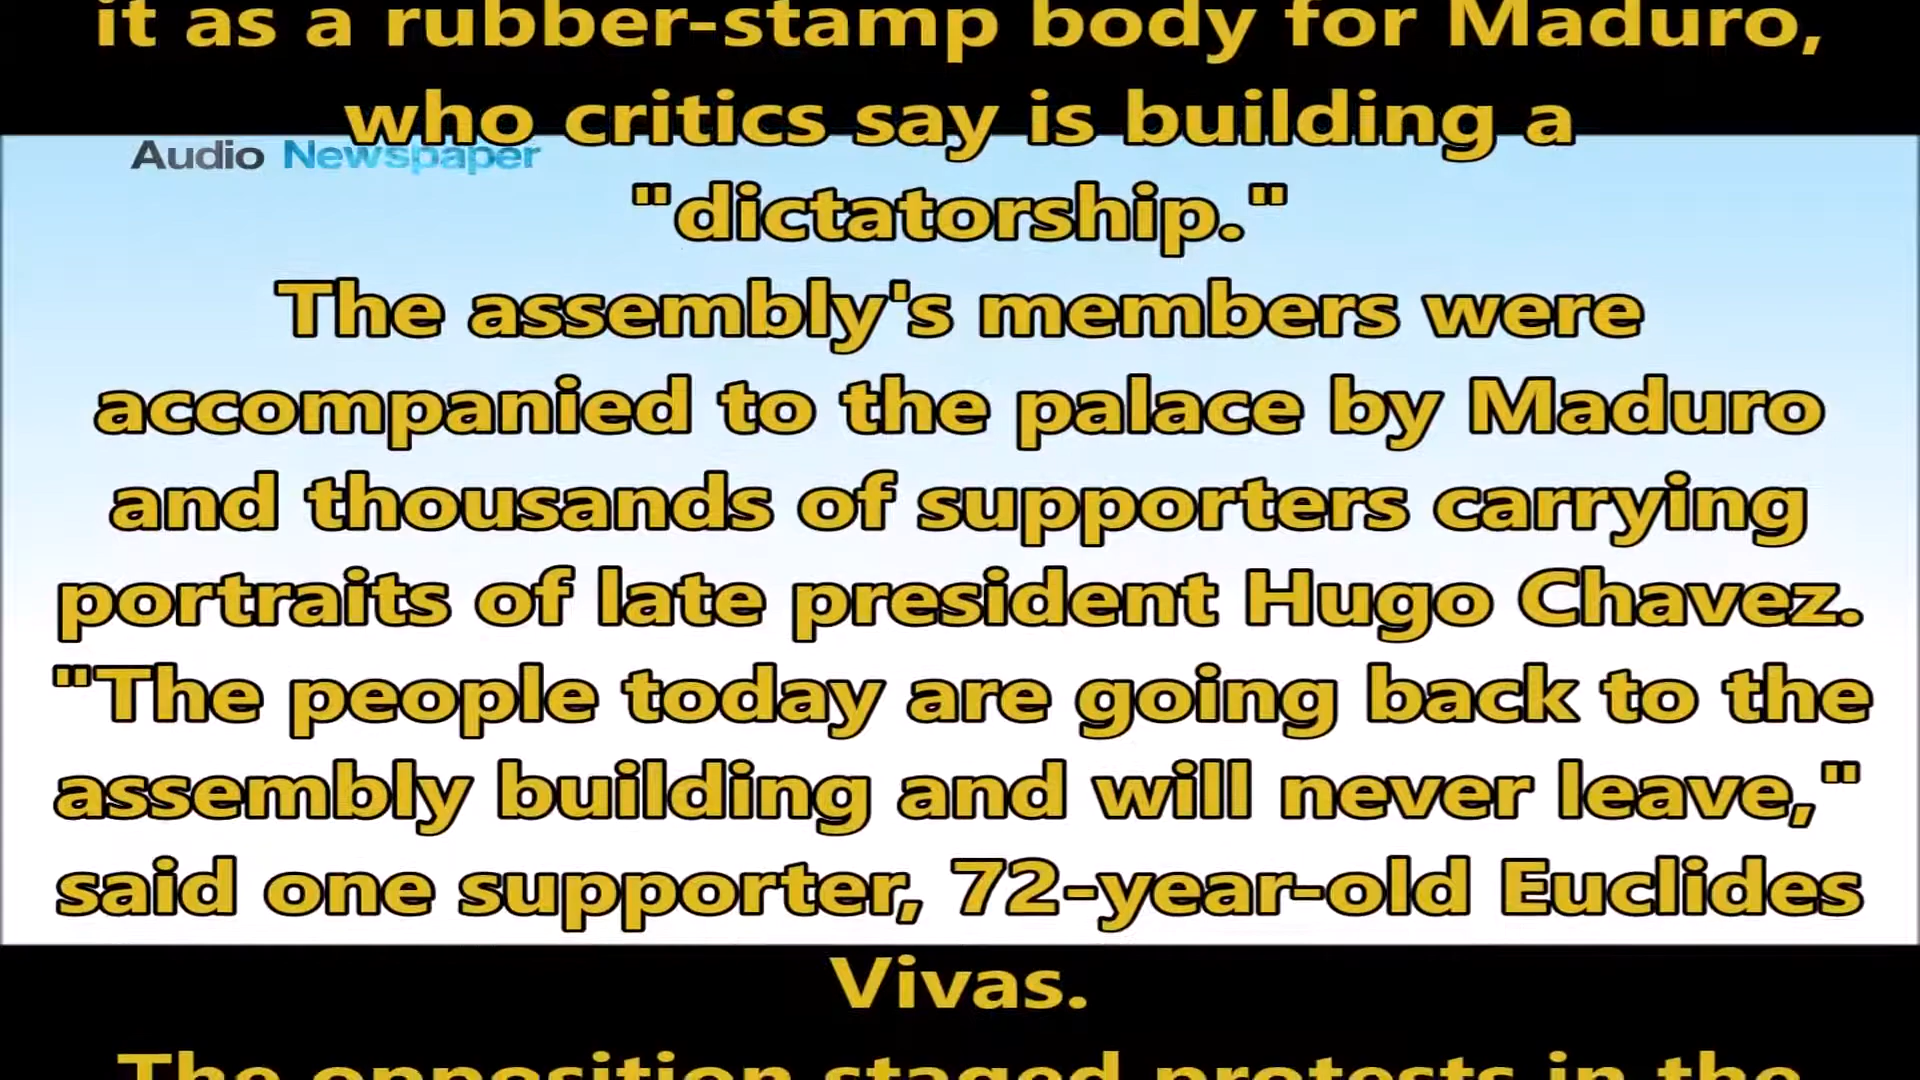 it as a rubber-stamp body for Maduro,
who critics say is building a
Audio Newspaper
"dictatorship."
The assembly's members were
accompanied to the palace by Maduro
and thousands of supporters carrying
portraits of late president Hugo Chavez.
"The people today are going back to the
assembly building and will never leave,"
said one supporter, 72-year-old Euclides
Vivas.
The opposition staged protests in the